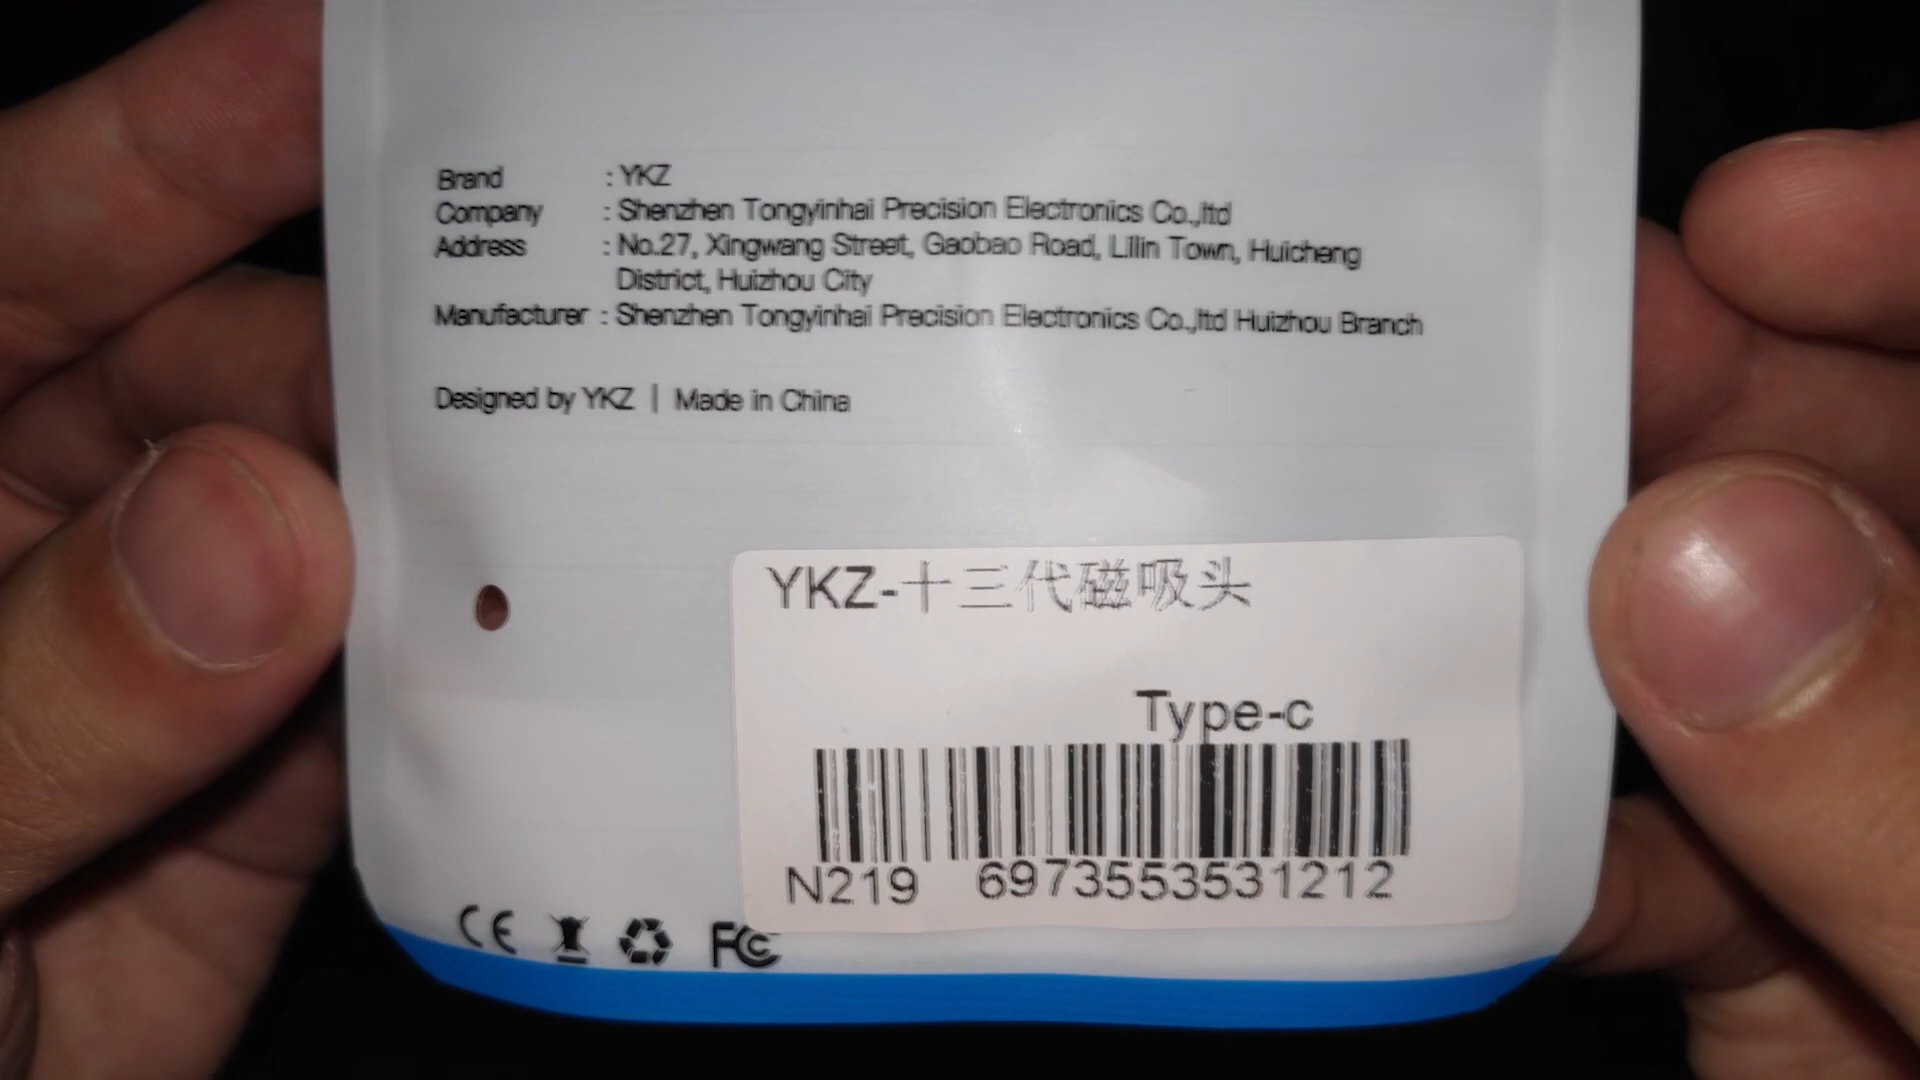 Brand : YKZ
Company : Shenzhen Tongyinhai Precision Electronics Co.,ltd
Address : No.27, Xingwang Street, Gaobao Road, Lilin Town, Huicheng
District, Huizhou City
Manufacturer : Shenzhen Tongyinhai Precision Electronics Co.,ltd Huizhou Branch
Designed by YKZ | Made in China
YKZ-十三代磁吸头
Type-c
N219 6973553531212
CE FC